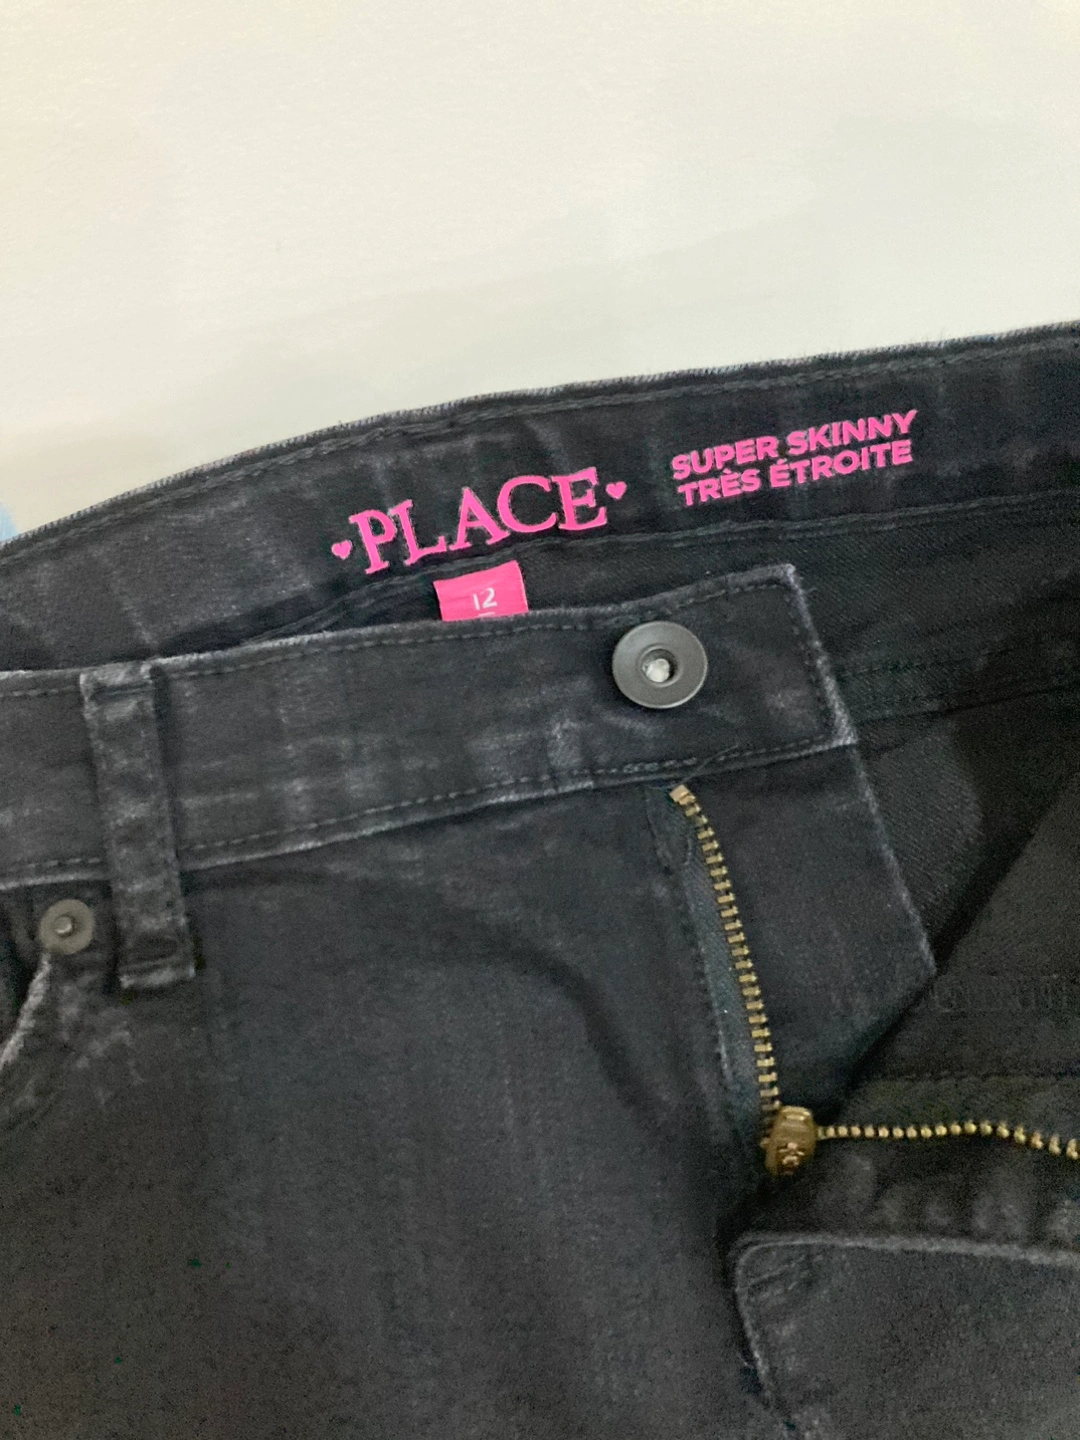 PLACE
SUPER SKINNY
TRÈS ÉTROITE
12